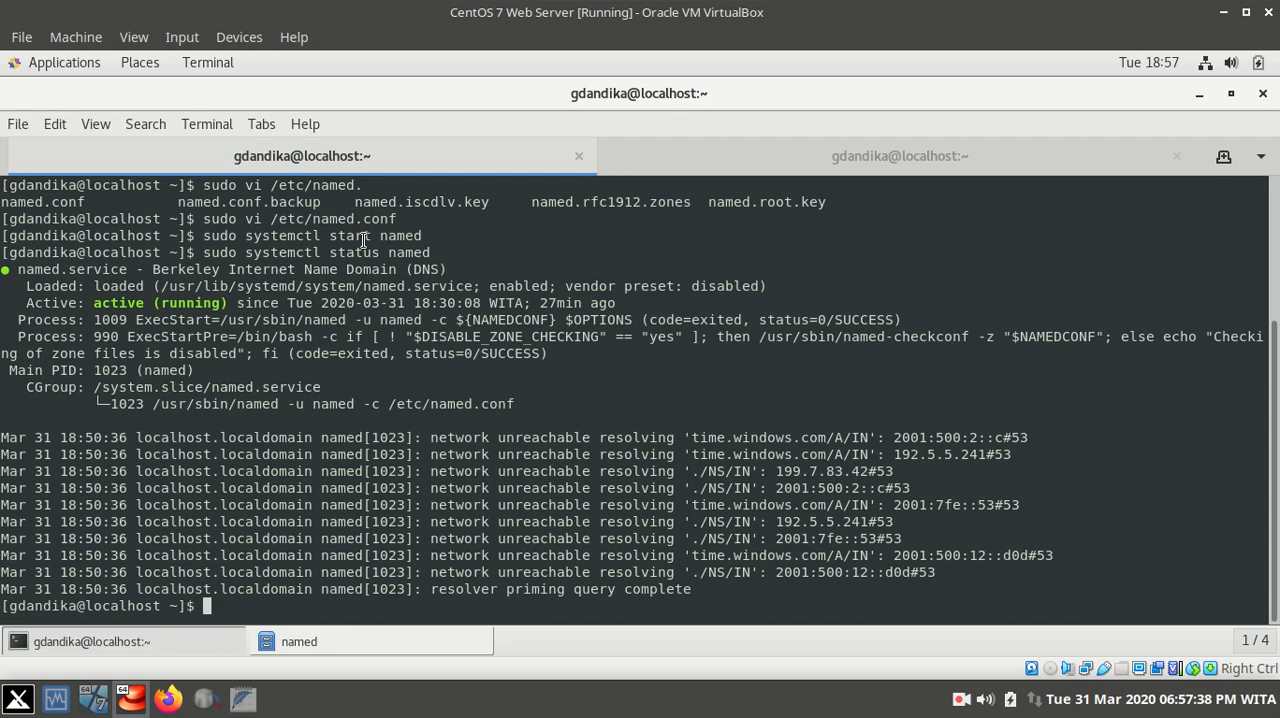 CentOS 7 Web Server [Running] - Oracle VM VirtualBox
File Machine View Input Devices Help
Applications Places Terminal Tue 18:57
gdandika@localhost:~
File Edit View Search Terminal Tabs Help
gdandika@localhost:~ gdandika@localhost:~
[gdandika@localhost ~]$ sudo vi /etc/named.
named.conf named.conf.backup named.iscdlv.key named.rfc1912.zones named.root.key
[gdandika@localhost ~]$ sudo vi /etc/named.conf
[gdandika@localhost ~]$ sudo systemctl start named
[gdandika@localhost ~]$ sudo systemctl status named
● named.service - Berkeley Internet Name Domain (DNS)
Loaded: loaded (/usr/lib/systemd/system/named.service; enabled; vendor preset: disabled)
Active: active (running) since Tue 2020-03-31 18:30:08 WITA; 27min ago
Process: 1009 ExecStart=/usr/sbin/named -u named -c ${NAMEDCONF} $OPTIONS (code=exited, status=0/SUCCESS)
Process: 990 ExecStartPre=/bin/bash -c if [ ! "$DISABLE_ZONE_CHECKING" == "yes" ]; then /usr/sbin/named-checkconf -z "$NAMEDCONF"; else echo "Checki
ng of zone files is disabled"; fi (code=exited, status=0/SUCCESS)
Main PID: 1023 (named)
CGroup: /system.slice/named.service
└─1023 /usr/sbin/named -u named -c /etc/named.conf
Mar 31 18:50:36 localhost.localdomain named[1023]: network unreachable resolving 'time.windows.com/A/IN': 2001:500:2::c#53
Mar 31 18:50:36 localhost.localdomain named[1023]: network unreachable resolving 'time.windows.com/A/IN': 192.5.5.241#53
Mar 31 18:50:36 localhost.localdomain named[1023]: network unreachable resolving './NS/IN': 199.7.83.42#53
Mar 31 18:50:36 localhost.localdomain named[1023]: network unreachable resolving './NS/IN': 2001:500:2::c#53
Mar 31 18:50:36 localhost.localdomain named[1023]: network unreachable resolving 'time.windows.com/A/IN': 2001:7fe::53#53
Mar 31 18:50:36 localhost.localdomain named[1023]: network unreachable resolving './NS/IN': 192.5.5.241#53
Mar 31 18:50:36 localhost.localdomain named[1023]: network unreachable resolving './NS/IN': 2001:7fe::53#53
Mar 31 18:50:36 localhost.localdomain named[1023]: network unreachable resolving 'time.windows.com/A/IN': 2001:500:12::d0d#53
Mar 31 18:50:36 localhost.localdomain named[1023]: network unreachable resolving './NS/IN': 2001:500:12::d0d#53
Mar 31 18:50:36 localhost.localdomain named[1023]: resolver priming query complete
[gdandika@localhost ~]$
gdandika@localhost:~ named 1 / 4
Right Ctrl
Tue 31 Mar 2020 06:57:38 PM WITA